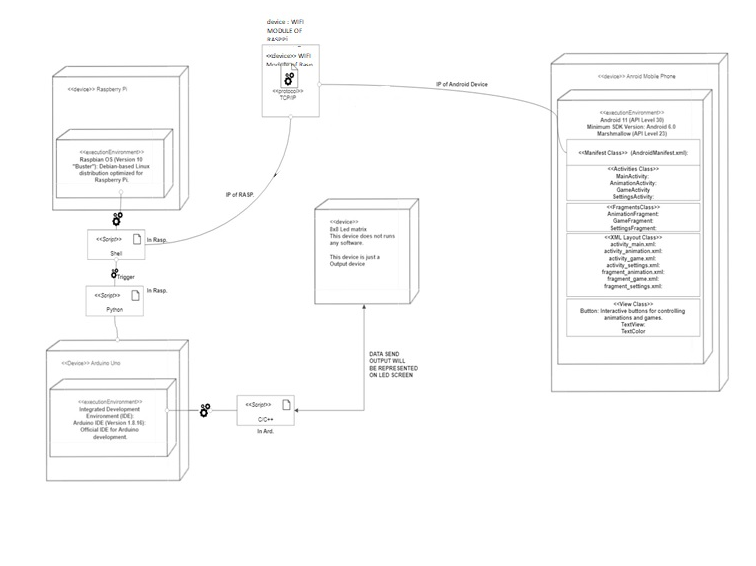 device : WIFI
MODULE OF
RASPPi
<<device>> WIFI
Module of Rasp
<<protocol>>
TCP/IP
IP of Android Device
<<device>> Anroid Mobile Phone
<<executionEnvironment>>
Android 11 (API Level 30)
Minimum SDK Version: Android 6.0
Marshmallow (API Level 23)
<<Manifest Class>> (AndroidManifest.xml):
<<Activities Class>>
MainActivity:
AnimationActivity:
GameActivity
SettingsActivity:
<<FragmentsClass>>
AnimationFragment:
GameFragment:
SettingsFragment:
<<XML Layout Class>>
activity_main.xml:
activity_animation.xml:
activity_game.xml:
activity_settings.xml:
fragment_animation.xml:
fragment_game.xml:
fragment_settings.xml:
<<View Class>>
Button: Interactive buttons for controlling
animations and games.
TextView:
TextColor
<<device>> Raspberry Pi
<<executionEnvironment>>
Raspbian OS (Version 10
"Buster"): Debian-based Linux
distribution optimized for
Raspberry Pi.
IP of RASP.
<<Script>>
Shell
In Rasp.
Trigger
<<Script>>
Python
In Rasp.
<<device>>
8x8 Led matrix
This device does not runs
any software.
This device is just a
Output device
DATA SEND
OUTPUT WILL
BE REPRESENTED
ON LED SCREEN
<<Device>> Arduino Uno
<<executionEnvironment>>
Integrated Development
Environment (IDE):
Arduino IDE (Version 1.8.16):
Official IDE for Arduino
development.
<<Script>>
C/C++
In Ard.